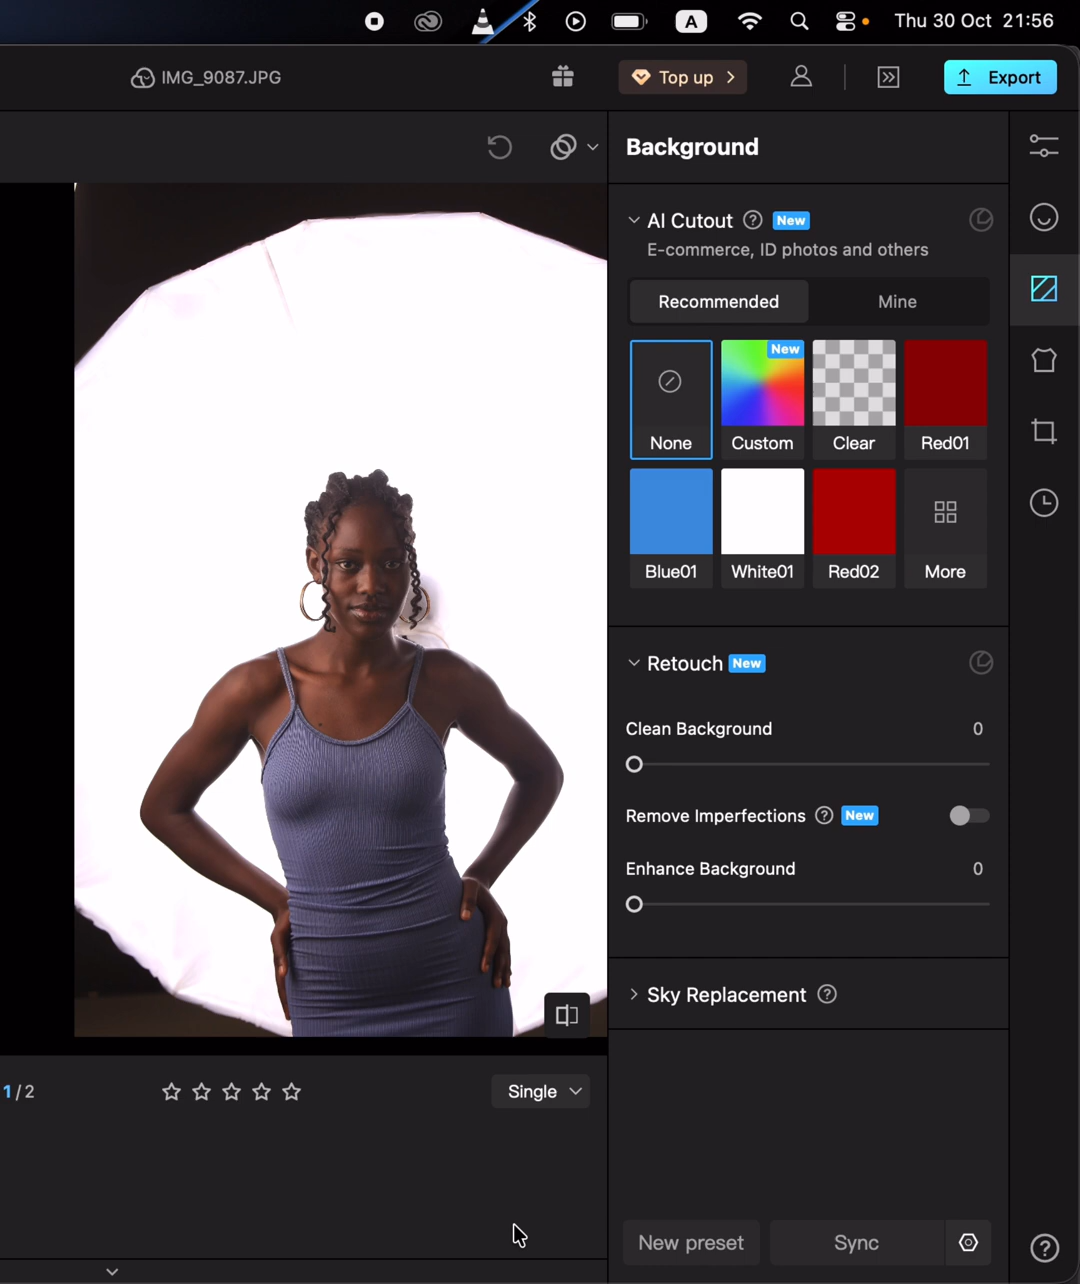 A
Thu 30 Oct 21:56
IMG_9087.JPG
Top up
Export
Background
AI Cutout ? New
E-commerce, ID photos and others
Recommended Mine
New
None Custom Clear Red01
Blue01 White01 Red02 More
Retouch New
Clean Background 0
Remove Imperfections ? New
Enhance Background 0
Sky Replacement ?
1/2
Single
New preset Sync
?